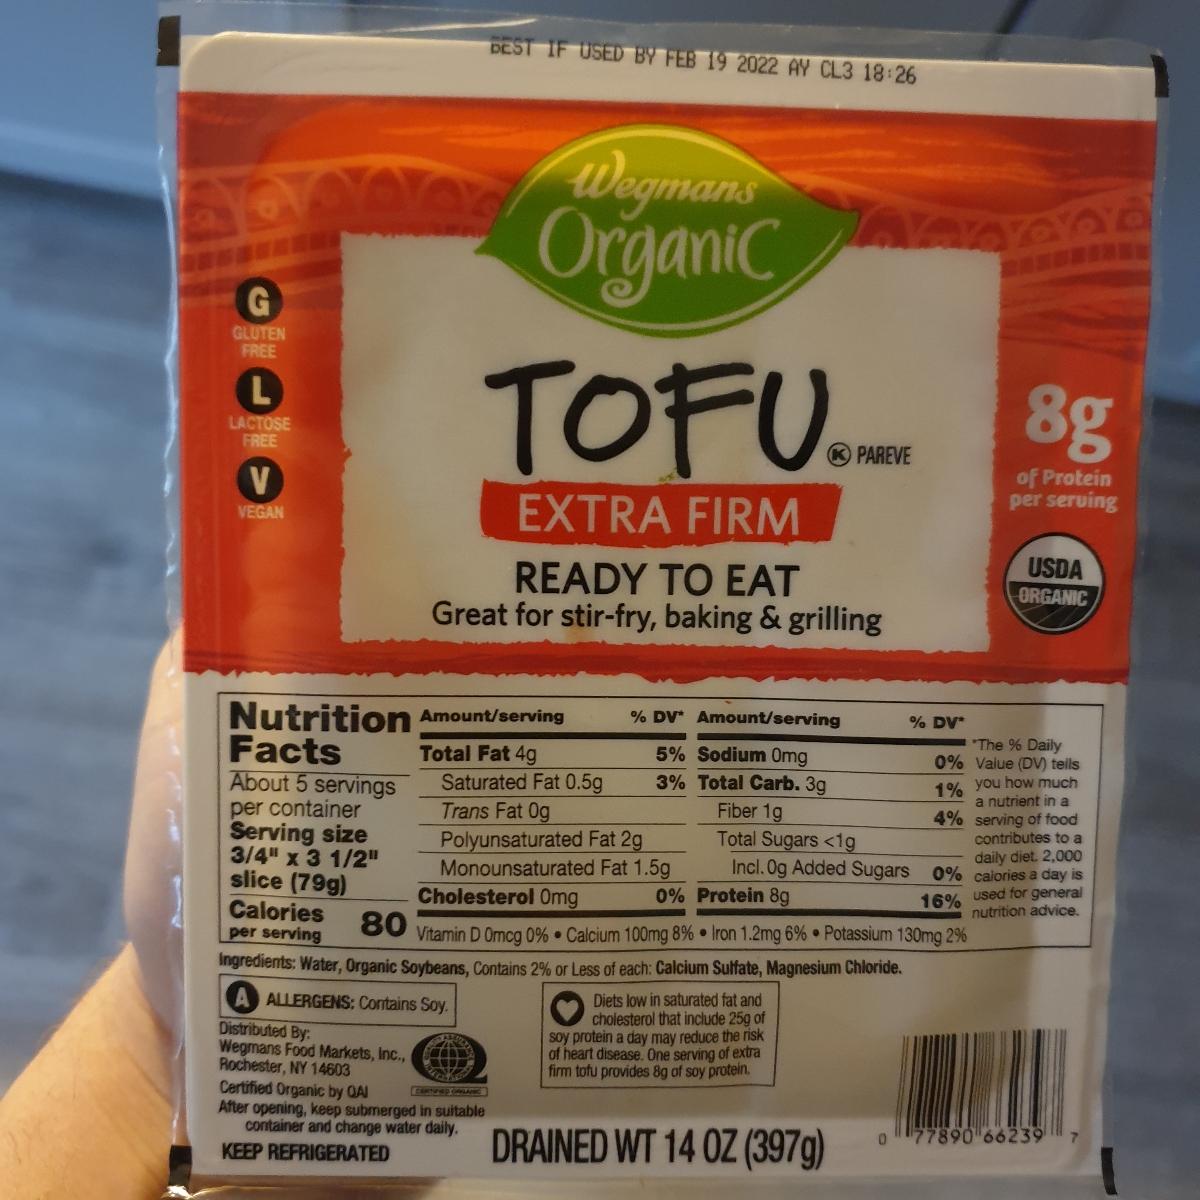 BEST IF USED BY FEB 19 2022 AY CL3 18:26
Wegmans
Organic
G
GLUTEN
FREE
L
LACTOSE
FREE
V
VEGAN
TOFU
K PAREVE
EXTRA FIRM
READY TO EAT
Great for stir-fry, baking & grilling
8g
of Protein
per serving
USDA
ORGANIC
Nutrition
Facts
About 5 servings
per container
Serving size
3/4" x 3 1/2"
slice (79g)
Calories
per serving 80
Amount/serving % DV*
Total Fat 4g 5%
Saturated Fat 0.5g 3%
Trans Fat 0g
Polyunsaturated Fat 2g
Monounsaturated Fat 1.5g
Cholesterol 0mg 0%
Amount/serving % DV*
Sodium 0mg 0%
Total Carb. 3g 1%
Fiber 1g 4%
Total Sugars <1g
Incl. 0g Added Sugars 0%
Protein 8g 16%
Vitamin D 0mcg 0% • Calcium 100mg 8% • Iron 1.2mg 6% • Potassium 130mg 2%
*The % Daily
Value (DV) tells
you how much
a nutrient in a
serving of food
contributes to a
daily diet. 2,000
calories a day is
used for general
nutrition advice.
Ingredients: Water, Organic Soybeans, Contains 2% or Less of each: Calcium Sulfate, Magnesium Chloride.
A ALLERGENS: Contains Soy.
Distributed By:
Wegmans Food Markets, Inc.,
Rochester, NY 14603
Certified Organic by QAI
After opening, keep submerged in suitable
container and change water daily.
KEEP REFRIGERATED
CERTIFIED ORGANIC
Diets low in saturated fat and
cholesterol that include 25g of
soy protein a day may reduce the risk
of heart disease. One serving of extra
firm tofu provides 8g of soy protein.
DRAINED WT 14 OZ (397g)
0 77890 66239 7